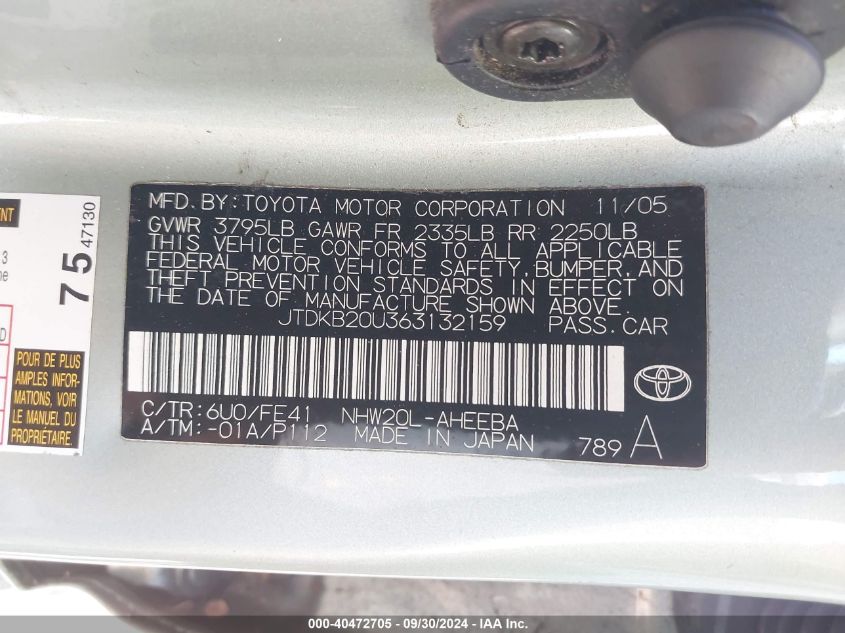 MFD. BY: TOYOTA MOTOR CORPORATION 11/05
GVWR 3795LB GAWR FR 2335LB RR 2250LB
THIS VEHICLE CONFORMS TO ALL APPLICABLE
FEDERAL MOTOR VEHICLE SAFETY, BUMPER, AND
THEFT PREVENTION STANDARDS IN EFFECT ON
THE DATE OF MANUFACTURE SHOWN ABOVE.
JTDKB20U363132159 PASS. CAR
C/TR: 6U0/FE41 NHW20L-AHEEBA
A/TM: -01A/P112 MADE IN JAPAN 789 A
75 47130
POUR DE PLUS
AMPLES INFOR-
MATIONS, VOIR
LE MANUEL DU
PROPRIÉTAIRE.
000-40472705 - 09/30/2024 - IEA Inc.